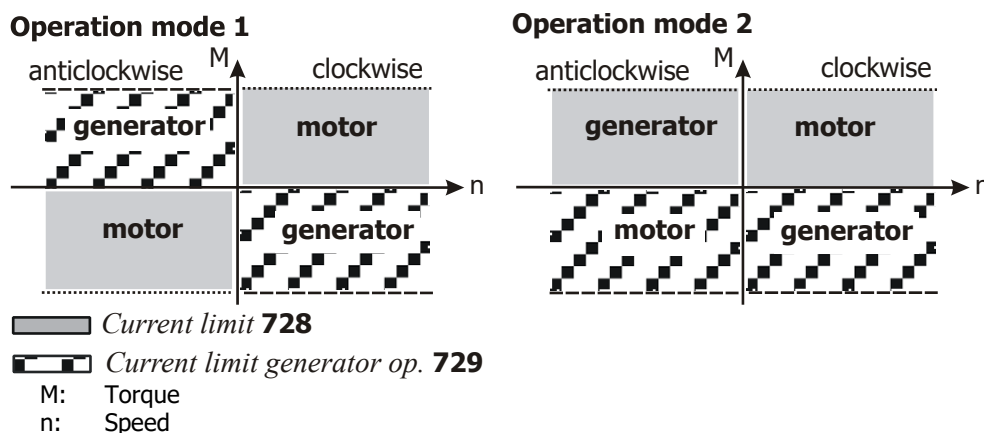 Operation mode 1
anticlockwise M clockwise
generator motor
n
motor generator
Operation mode 2
anticlockwise M clockwise
generator motor
motor generator
Current limit 728
Current limit generator op. 729
M: Torque
n: Speed